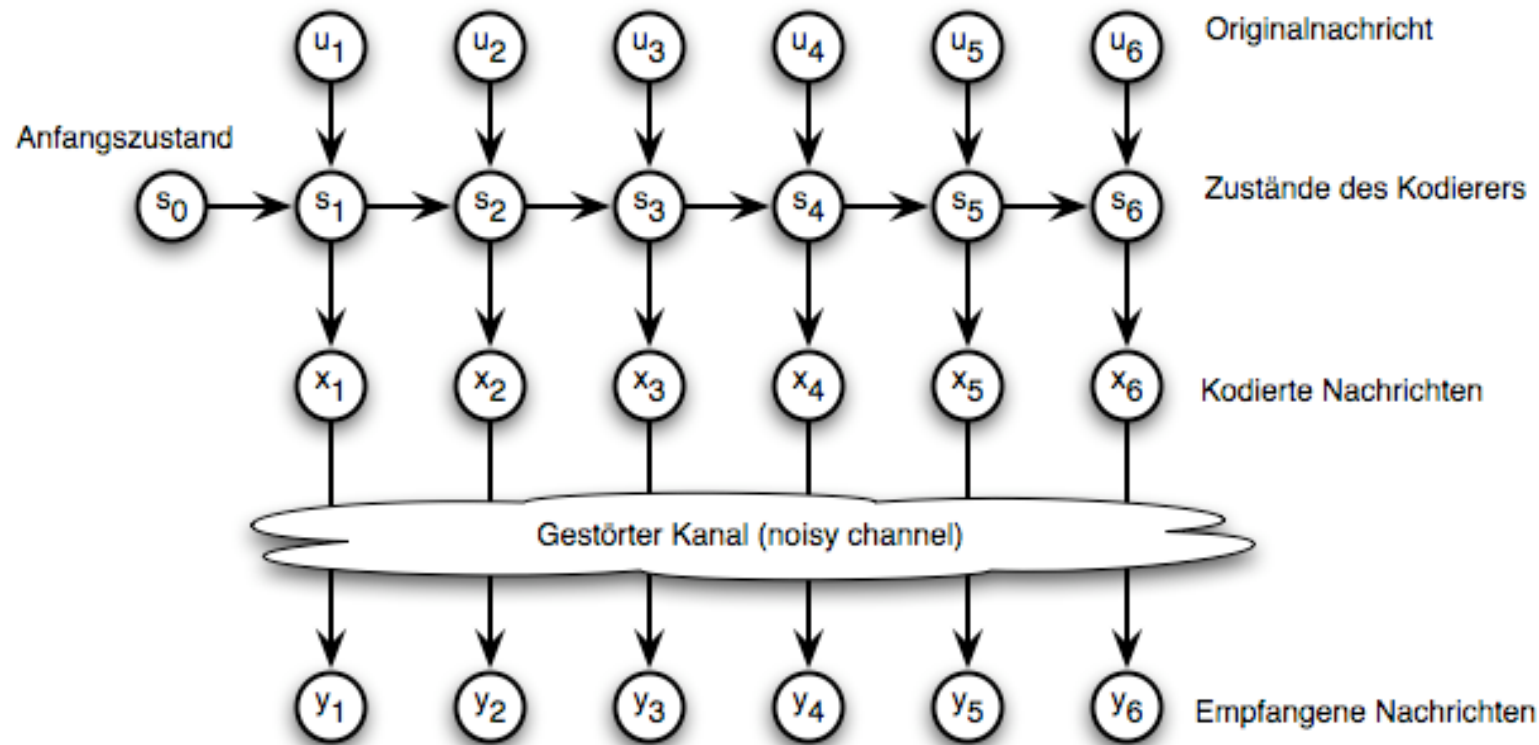 u1 u2 u3 u4 u5 u6 Originalnachricht
Anfangszustand
s0 s1 s2 s3 s4 s5 s6 Zustände des Kodierers
x1 x2 x3 x4 x5 x6 Kodierte Nachrichten
Gestörter Kanal (noisy channel)
y1 y2 y3 y4 y5 y6 Empfangene Nachrichten